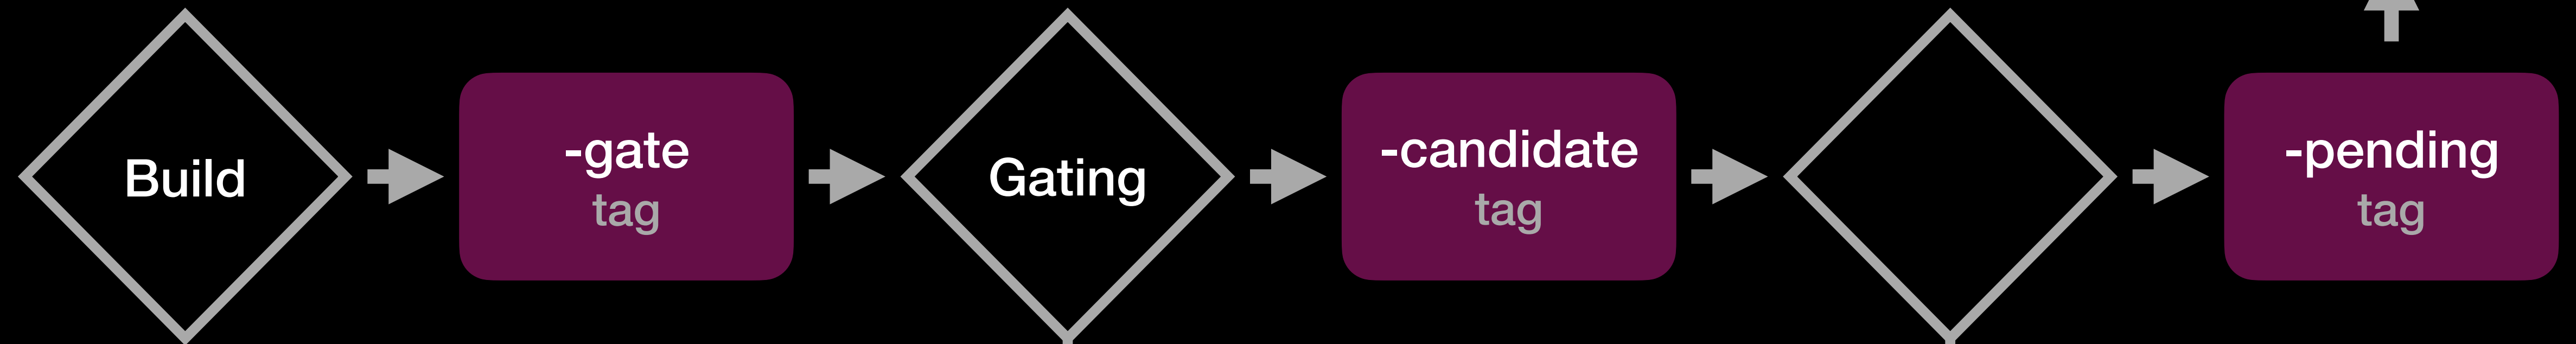 Build
-gate
tag
Gating
-candidate
tag
-pending
tag